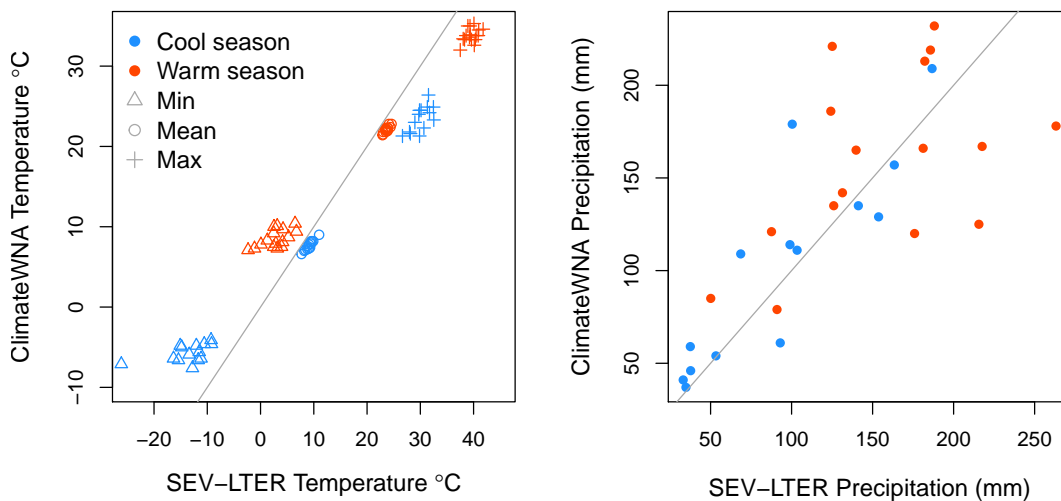 ClimateWNA Temperature °C
30
20
10
0
−10
Cool season
Warm season
Min
Mean
Max
−20 −10 0 10 20 30 40
SEV−LTER Temperature °C
ClimateWNA Precipitation (mm)
200
150
100
50
50 100 150 200 250
SEV−LTER Precipitation (mm)